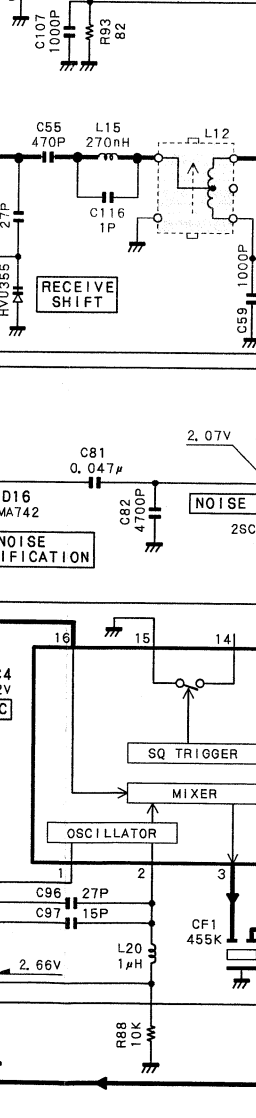 C107
1000P
R93
82
C55
470P
L15
270nH
L12
C116
1P
27P
HVU355
RECEIVE
SHIFT
1000P
C59
2.07V
C81
0.047μ
D16
MA742
C82
4700P
NOISE
2SC
NOISE
IFICATION
16
15
14
C4
2V
C
SQ TRIGGER
MIXER
OSCILLATOR
1
2
3
C96
27P
C97
15P
CF1
455K
L20
1μH
2.66V
R88
10K